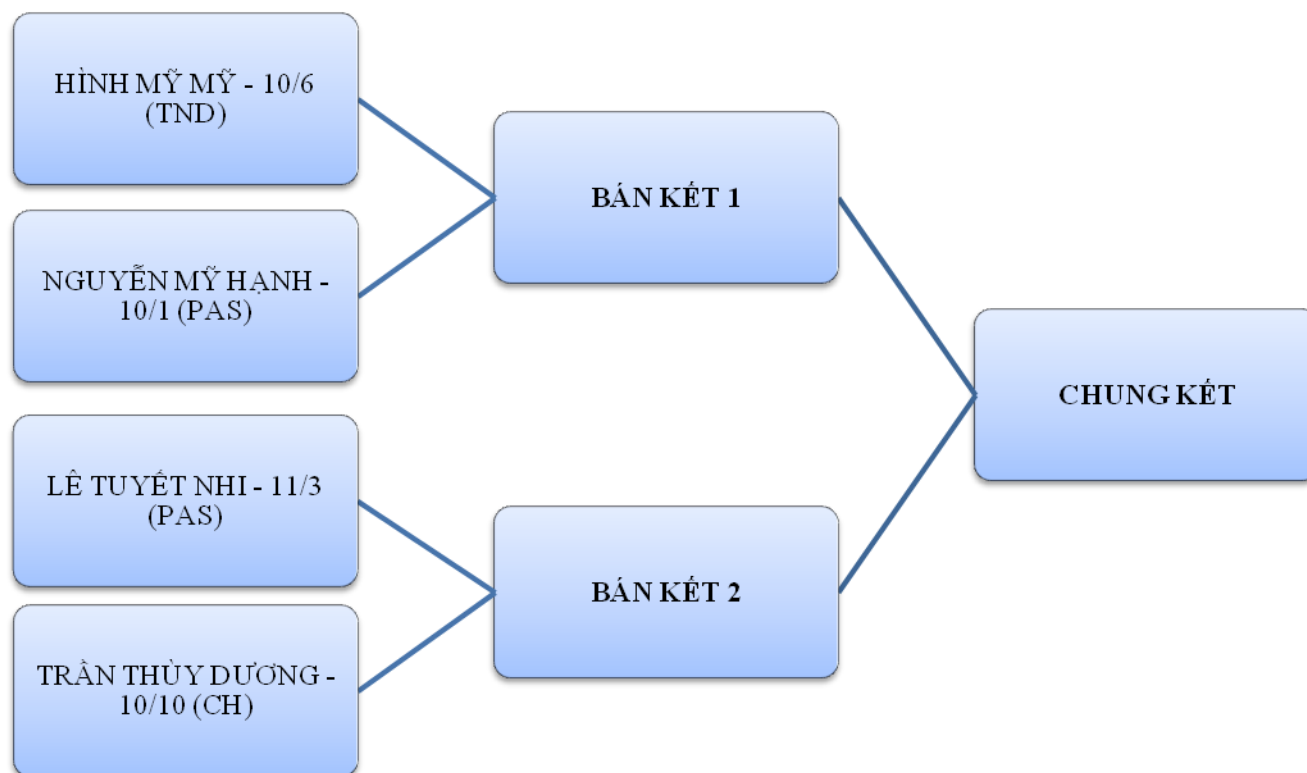 HÌNH MỸ MỸ - 10/6
(TND)
NGUYỄN MỸ HẠNH -
10/1 (PAS)
LÊ TUYẾT NHI - 11/3
(PAS)
TRẦN THÙY DƯƠNG -
10/10 (CH)
BÁN KẾT 1
BÁN KẾT 2
CHUNG KẾT